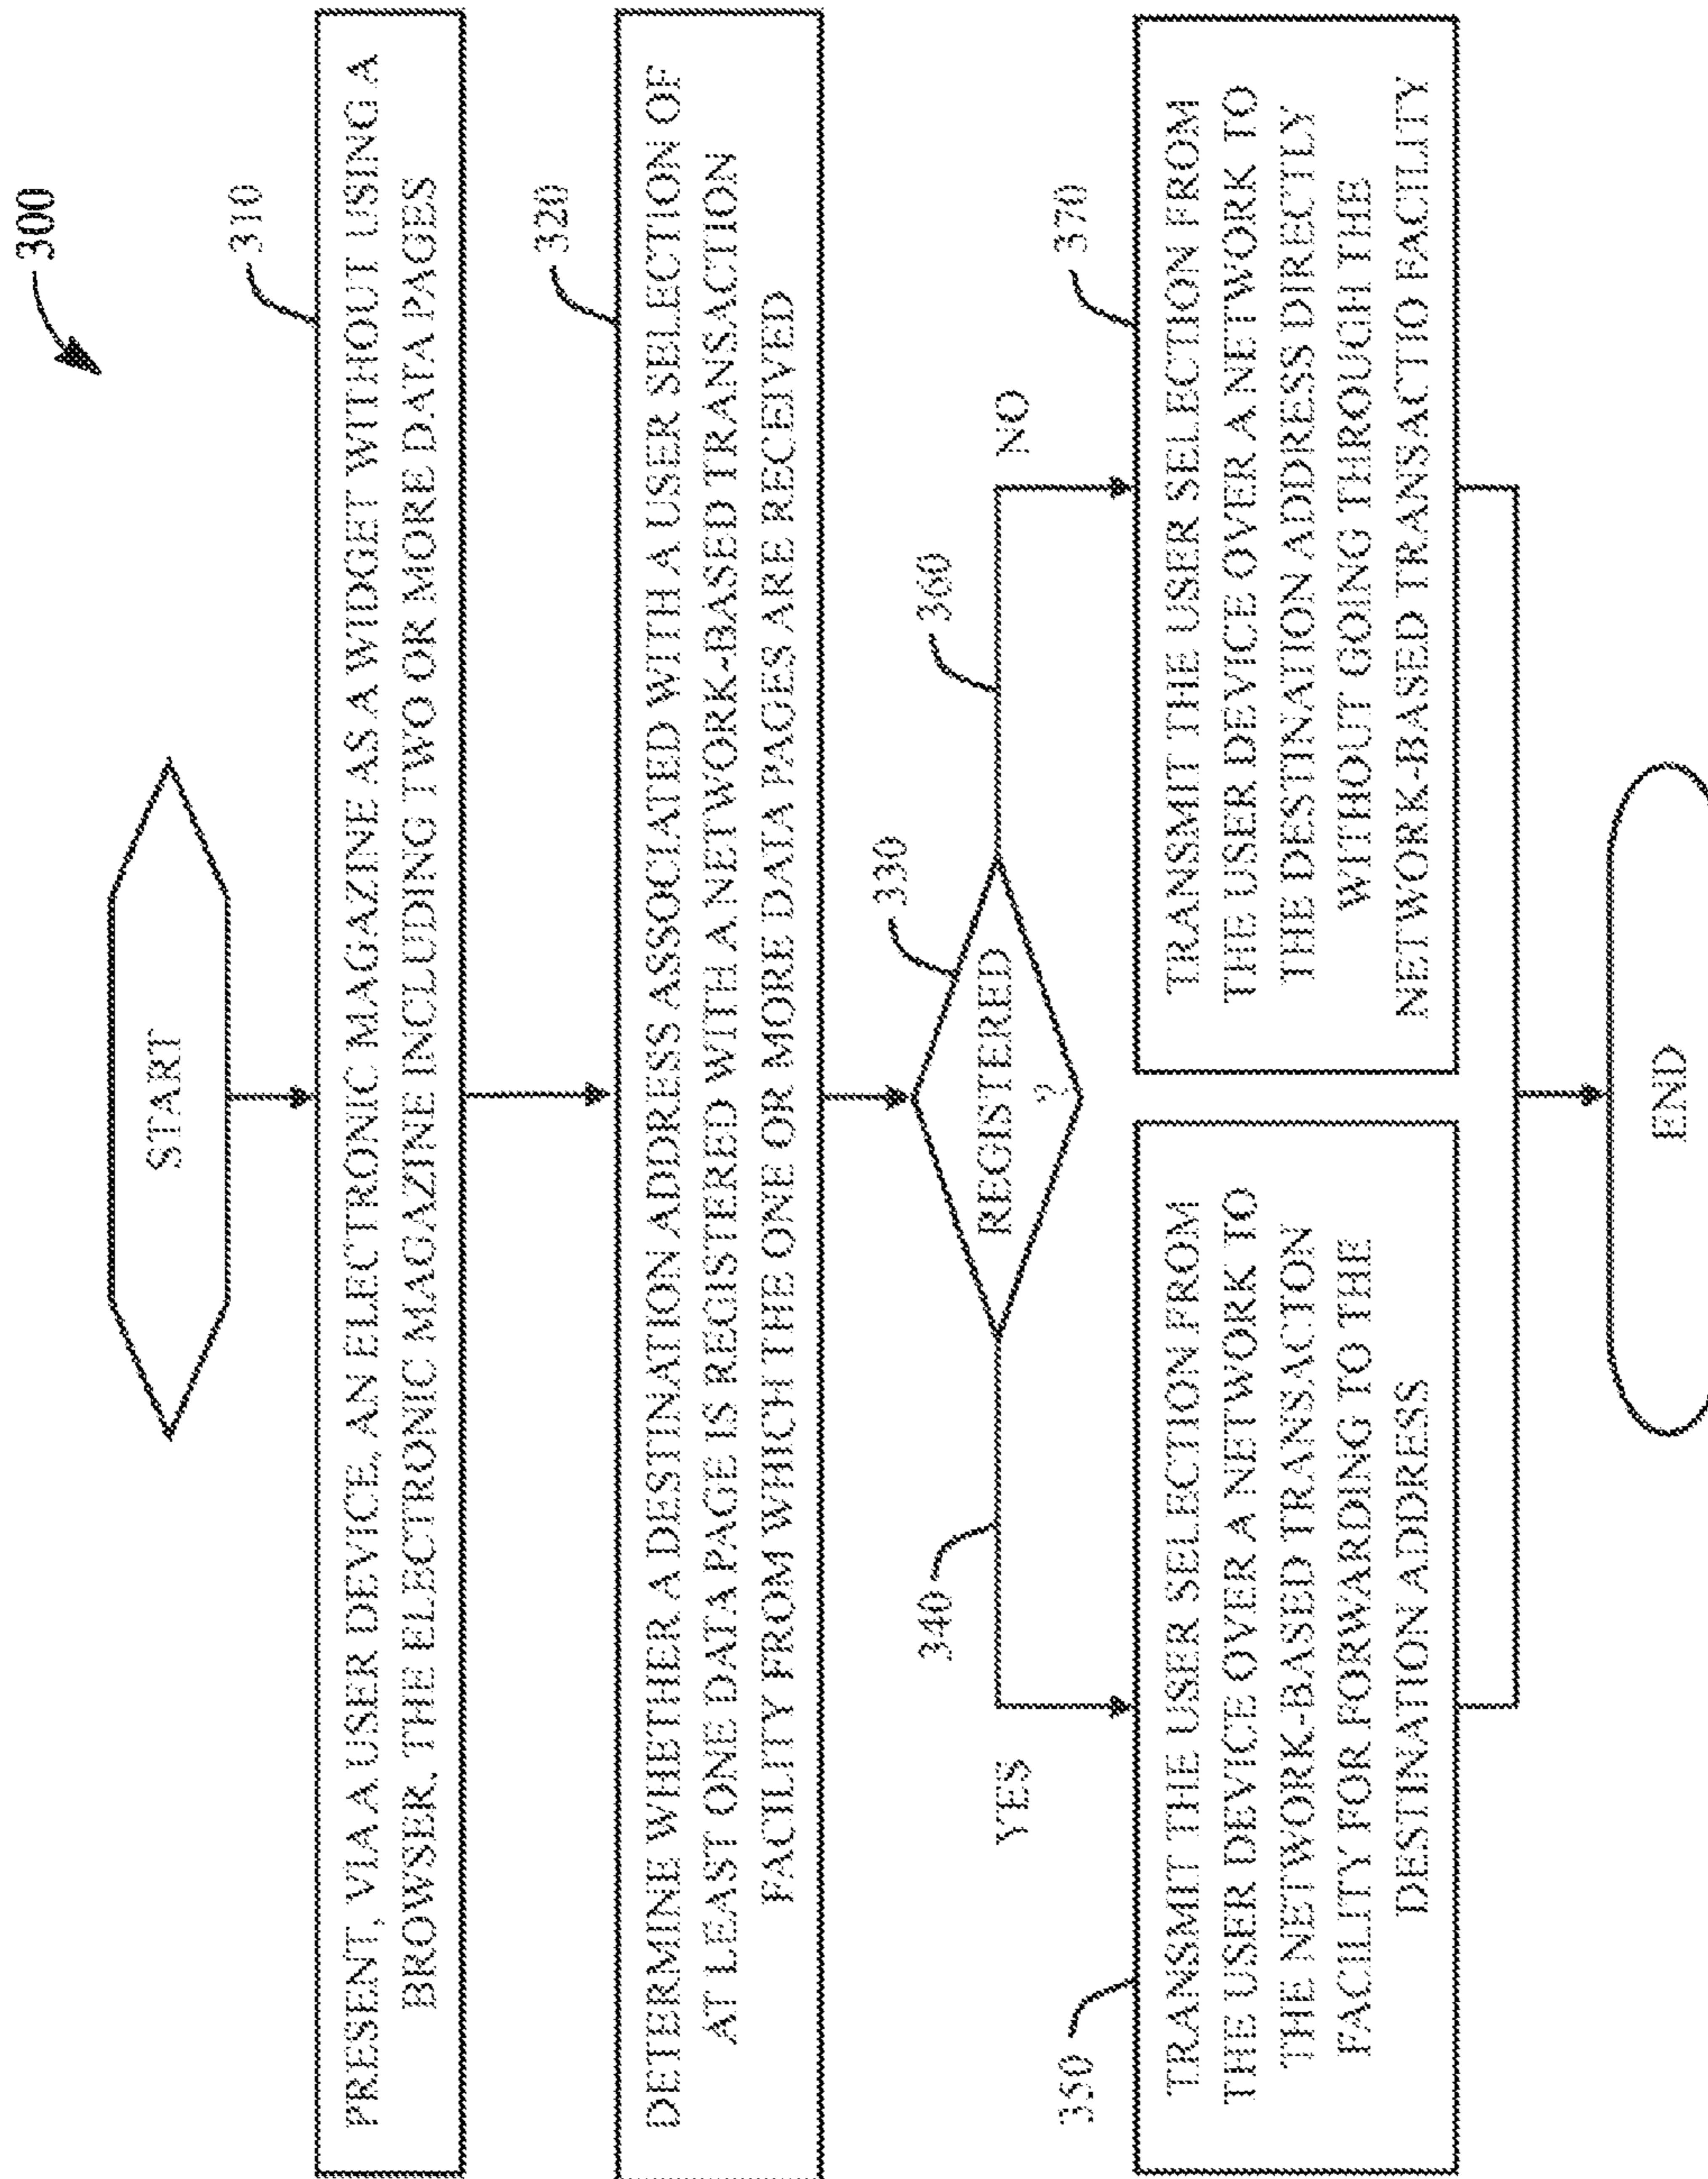 300
START
310
PRESENT, VIA A USER DEVICE, AN ELECTRONIC MAGAZINE AS A WIDGET WITHOUT USING A
BROWSER, THE ELECTRONIC MAGAZINE INCLUDING TWO OR MORE DATA PAGES
320
DETERMINE WHETHER A DESTINATION ADDRESS ASSOCIATED WITH A USER SELECTION OF
AT LEAST ONE DATA PAGE IS REGISTERED WITH A NETWORK-BASED TRANSACTION
FACILITY FROM WHICH THE ONE OR MORE DATA PAGES ARE RECEIVED
330
REGISTERED
?
340
YES
360
NO
350
TRANSMIT THE USER SELECTION FROM
THE USER DEVICE OVER A NETWORK TO
THE NETWORK-BASED TRANSACTON
FACILITY FOR FORWARDING TO THE
DESTINATION ADDRESS
370
TRANSMIT THE USER SELECTION FROM
THE USER DEVICE OVER A NETWORK TO
THE DESTINATION ADDRESS DIRECTLY
WITHOUT GOING THROUGH THE
NETWORK-BASED TRANSACTIO FACILITY
END